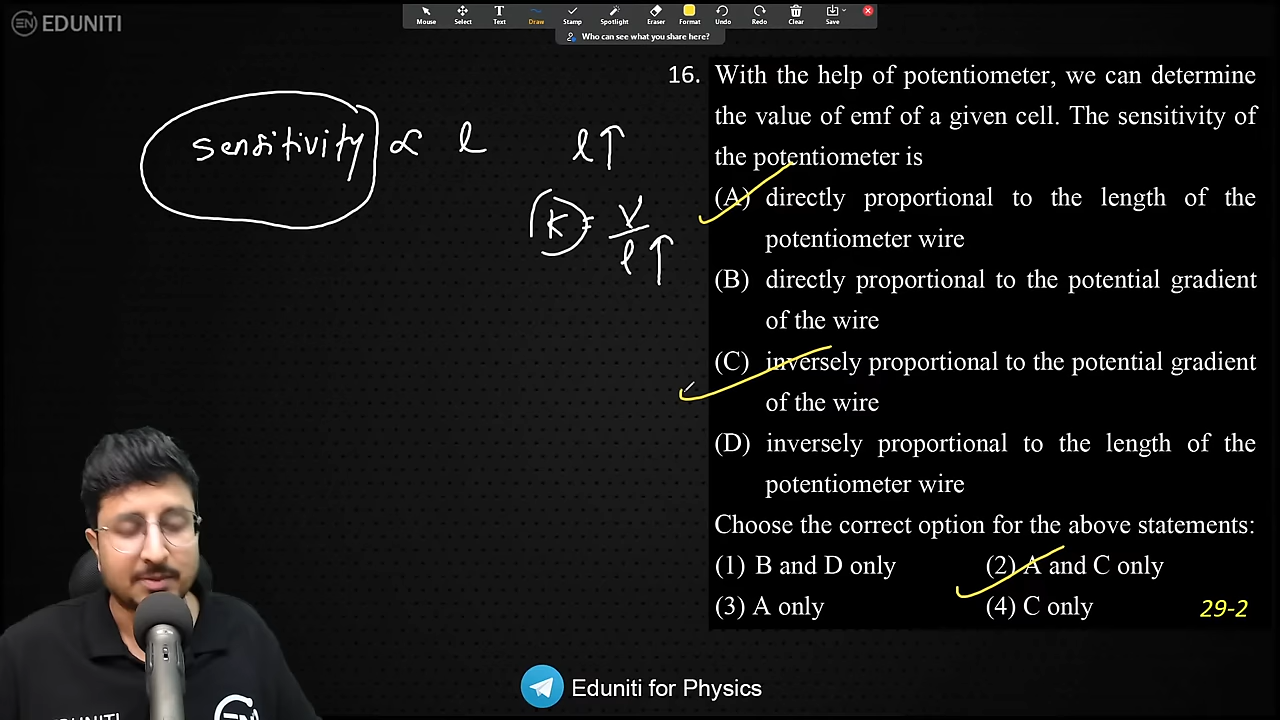 EDUNITI
Mouse Select Text Draw Stamp Spotlight Eraser Format Undo Redo Clear Save
Who can see what you share here?
sensitivity ∝ l l↑
K = V/l↑
16. With the help of potentiometer, we can determine
the value of emf of a given cell. The sensitivity of
the potentiometer is
(A) directly proportional to the length of the
potentiometer wire
(B) directly proportional to the potential gradient
of the wire
(C) inversely proportional to the potential gradient
of the wire
(D) inversely proportional to the length of the
potentiometer wire
Choose the correct option for the above statements:
(1) B and D only (2) A and C only
(3) A only (4) C only 29-2
Eduniti for Physics